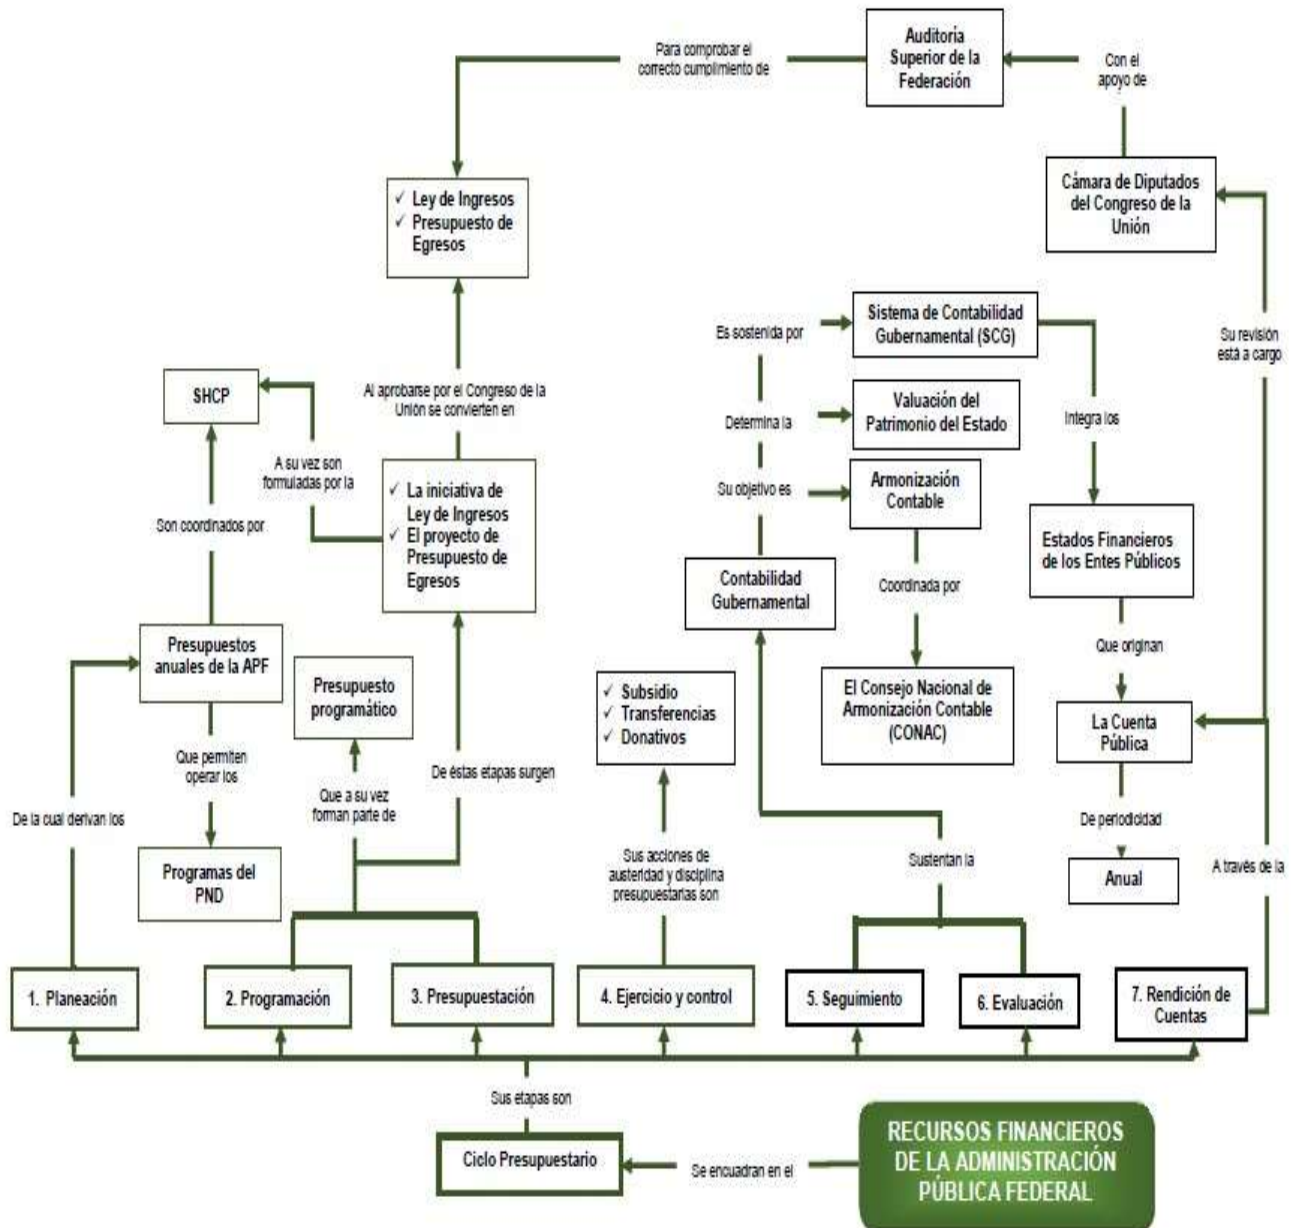 Para comprobar el
correcto cumplimiento de
Auditoria
Superior de la
Federación
Con el
apoyo de
✓ Ley de Ingresos
✓ Presupuesto de
Egresos
Cámara de Diputados
del Congreso de la
Unión
Es sostenida por
Sistema de Contabilidad
Gubernamental (SCG)
Su revisión
está a cargo
SHCP
Al aprobarse por el Congreso de la
Unión se convierten en
Determina la
Valuación del
Patrimonio del Estado
Integra los
A su vez son
formuladas por la
✓ La iniciativa de
Ley de Ingresos
✓ El proyecto de
Presupuesto de
Egresos
Su objetivo es
Armonización
Contable
Son coordinados por
Estados Financieros
de los Entes Públicos
Contabilidad
Gubernamental
Coordinada por
Presupuestos
anuales de la APF
Presupuesto
programático
Que originan
✓ Subsidio
✓ Transferencias
✓ Donativos
El Consejo Nacional de
Armonización Contable
(CONAC)
La Cuenta
Pública
Que permiten
operar los
De éstas etapas surgen
Que a su vez
forman parte de
De la cual derivan los
De periodicidad
Programas del
PND
Sus acciones de
austeridad y disciplina
presupuestarias son
Sustentan la
Anual
A través de la
1. Planeación
2. Programación
3. Presupuestación
4. Ejercicio y control
5. Seguimiento
6. Evaluación
7. Rendición de
Cuentas
Sus etapas son
Ciclo Presupuestario
Se encuadran en el
RECURSOS FINANCIEROS
DE LA ADMINISTRACIÓN
PÚBLICA FEDERAL